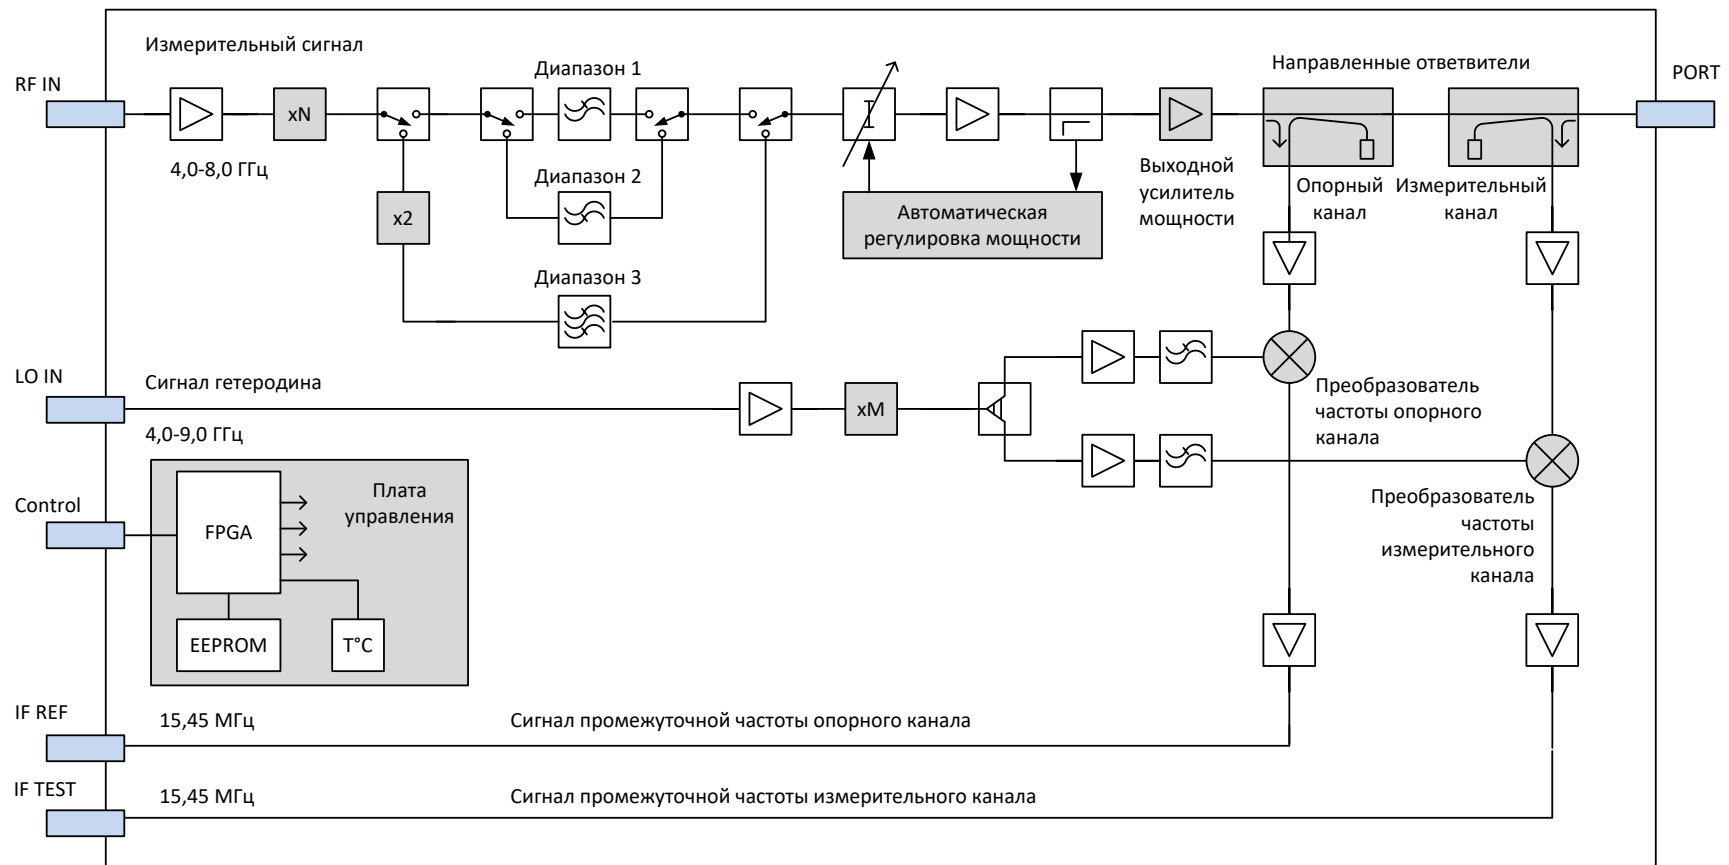 Измерительный сигнал
RF IN
Диапазон 1
Направленные ответвители
PORT
xN
4,0-8,0 ГГц
Диапазон 2
x2
Автоматическая
регулировка мощности
Выходной
усилитель
мощности
Опорный
канал
Измерительный
канал
Диапазон 3
LO IN
Сигнал гетеродина
xM
4,0-9,0 ГГц
Преобразователь
частоты опорного
канала
Control
FPGA
Плата
управления
EEPROM
T°C
Преобразователь
частоты
измерительного
канала
IF REF
15,45 МГц
Сигнал промежуточной частоты опорного канала
IF TEST
15,45 МГц
Сигнал промежуточной частоты измерительного канала